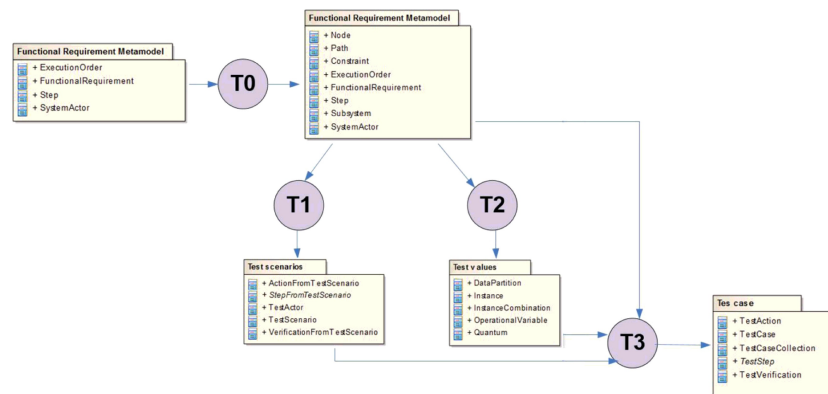 Functional Requirement Metamodel
+ ExecutionOrder
+ FunctionalRequirement
+ Step
+ SystemActor
T0
Functional Requirement Metamodel
+ Node
+ Path
+ Constraint
+ ExecutionOrder
+ FunctionalRequirement
+ Step
+ Subsystem
+ SystemActor
T1
T2
Test scenarios
+ ActionFromTestScenario
+ StepFromTestScenario
+ TestActor
+ TestScenario
+ VerificationFromTestScenario
Test values
+ DataPartition
+ Instance
+ InstanceCombination
+ OperationalVariable
+ Quantum
T3
Tes case
+ TestAction
+ TestCase
+ TestCaseCollection
+ TestStep
+ TestVerification